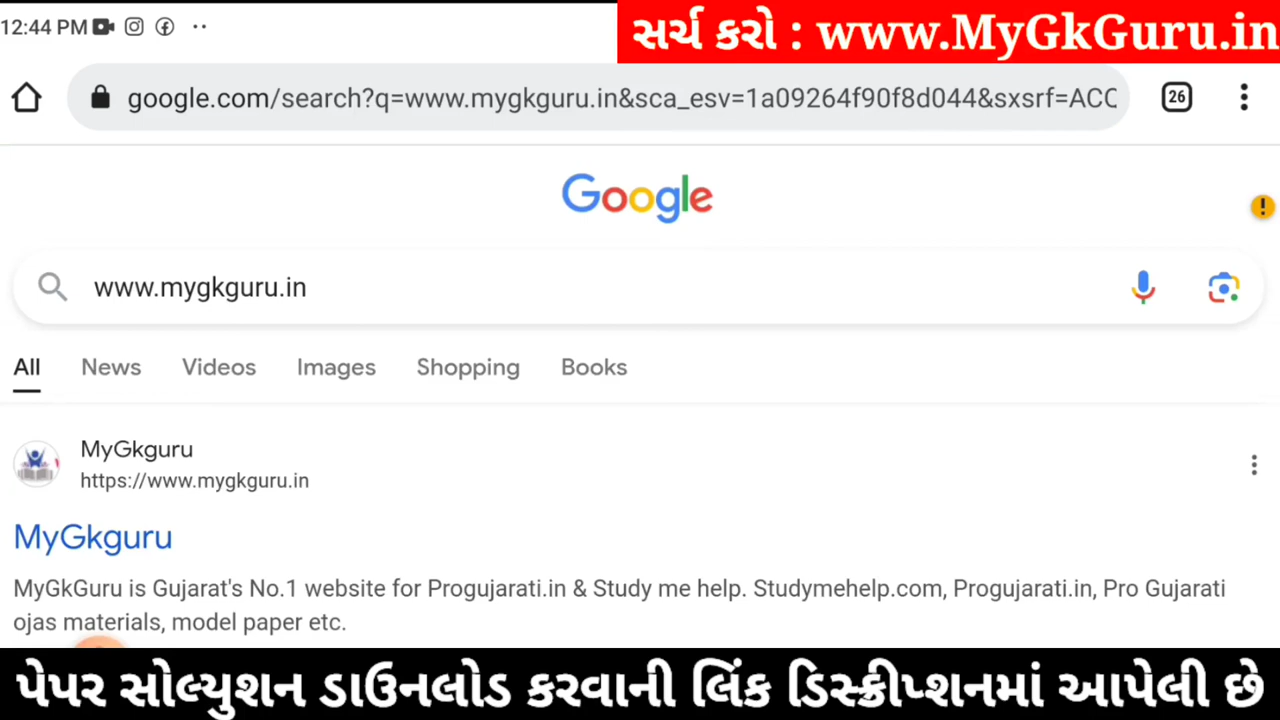 12:44 PM
સર્ચ કરો : www.MyGkGuru.in
google.com/search?q=www.mygkguru.in&sca_esv=1a09264f90f8d044&sxsrf=ACC
26
Google
www.mygkguru.in
All News Videos Images Shopping Books
MyGkguru
https://www.mygkguru.in
MyGkguru
MyGkGuru is Gujarat's No.1 website for Progujarati.in & Study me help. Studymehelp.com, Progujarati.in, Pro Gujarati
ojas materials, model paper etc.
પેપર સોલ્યુશન ડાઉનલોડ કરવાની લિંક ડિસ્ક્રીપ્શનમાં આપેલી છે